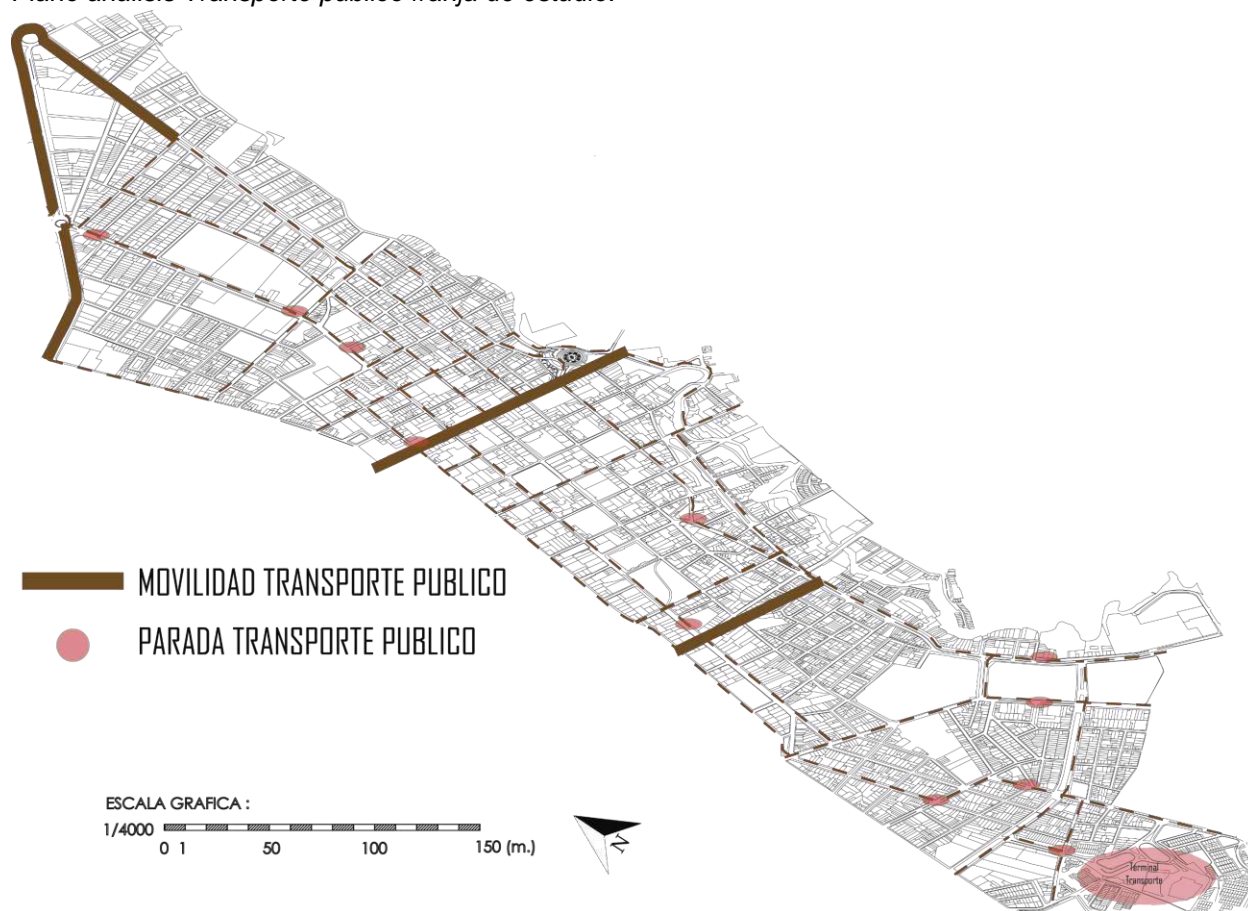 Plano análisis Transporte público franja de estudio.
MOVILIDAD TRANSPORTE PUBLICO
PARADA TRANSPORTE PUBLICO
ESCALA GRAFICA :
1/4000
0 1 50 100 150 (m.)
N
Terminal
Transporte